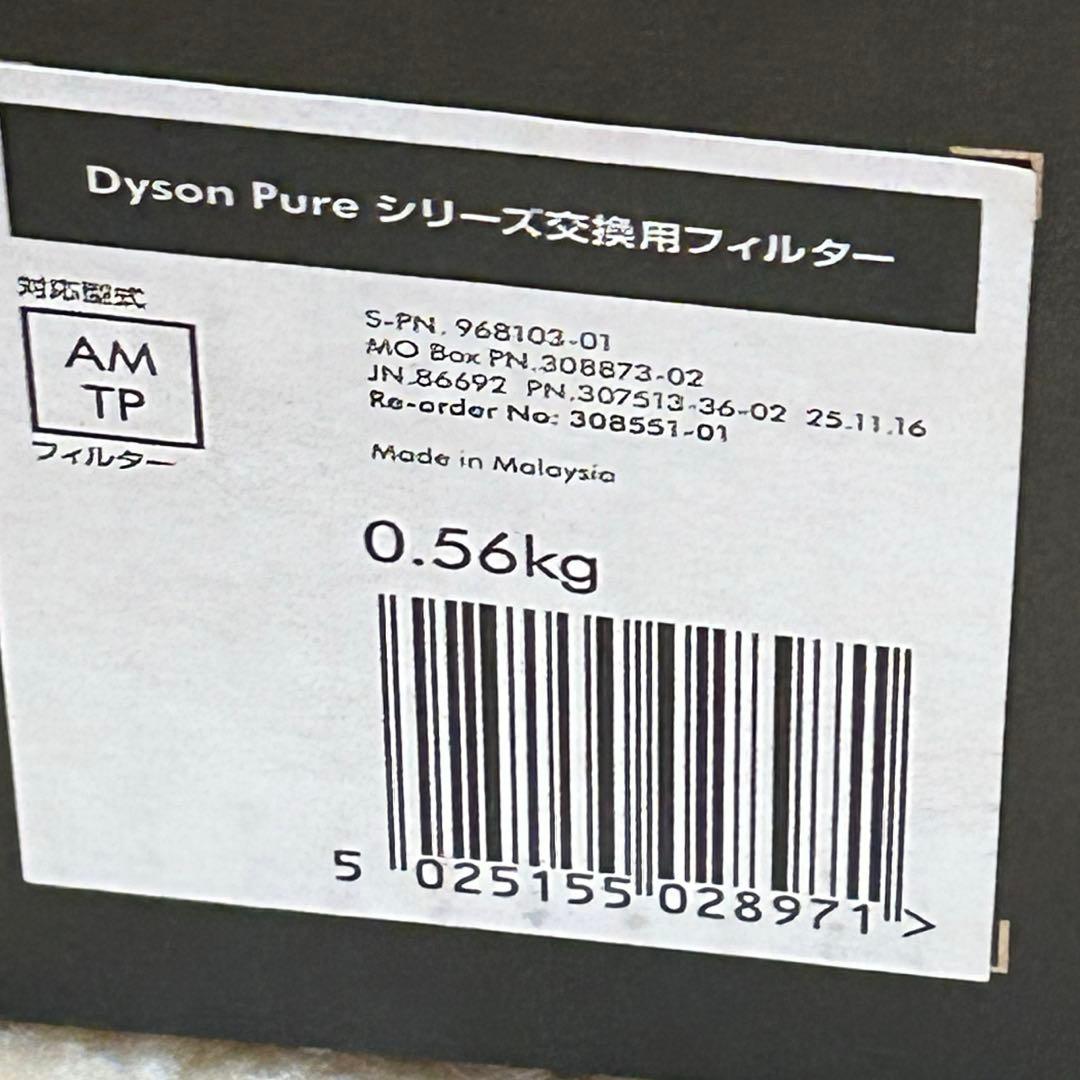 Dyson Pure シリーズ交換用フィルター
対応型式
AM
TP
フィルター
S-PN. 968103-01
MO Box PN.308873-02
JN.86692 PN.307513-36-02 25.11.16
Re-order No: 308551-01
Made in Malaysia
0.56kg
5 025155 028971 >